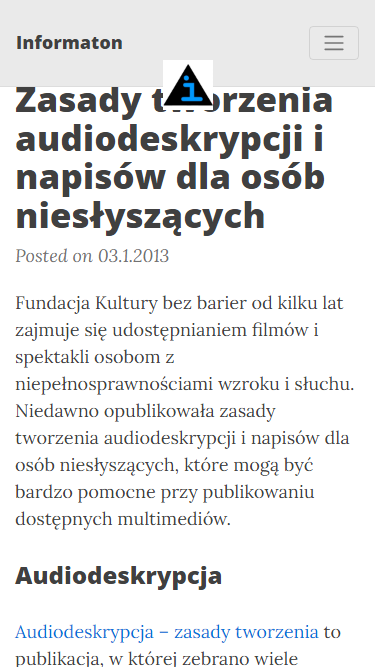 Informaton
Zasady tworzenia
audiodeskrypcji i
napisów dla osób
niesłyszących
Posted on 03.1.2013
Fundacja Kultury bez barier od kilku lat
zajmuje się udostępnianiem filmów i
spektakli osobom z
niepełnosprawnościami wzroku i słuchu.
Niedawno opublikowała zasady
tworzenia audiodeskrypcji i napisów dla
osób niesłyszących, które mogą być
bardzo pomocne przy publikowaniu
dostępnych multimediów.
Audiodeskrypcja
Audiodeskrypcja – zasady tworzenia to
publikacja, w której zebrano wiele